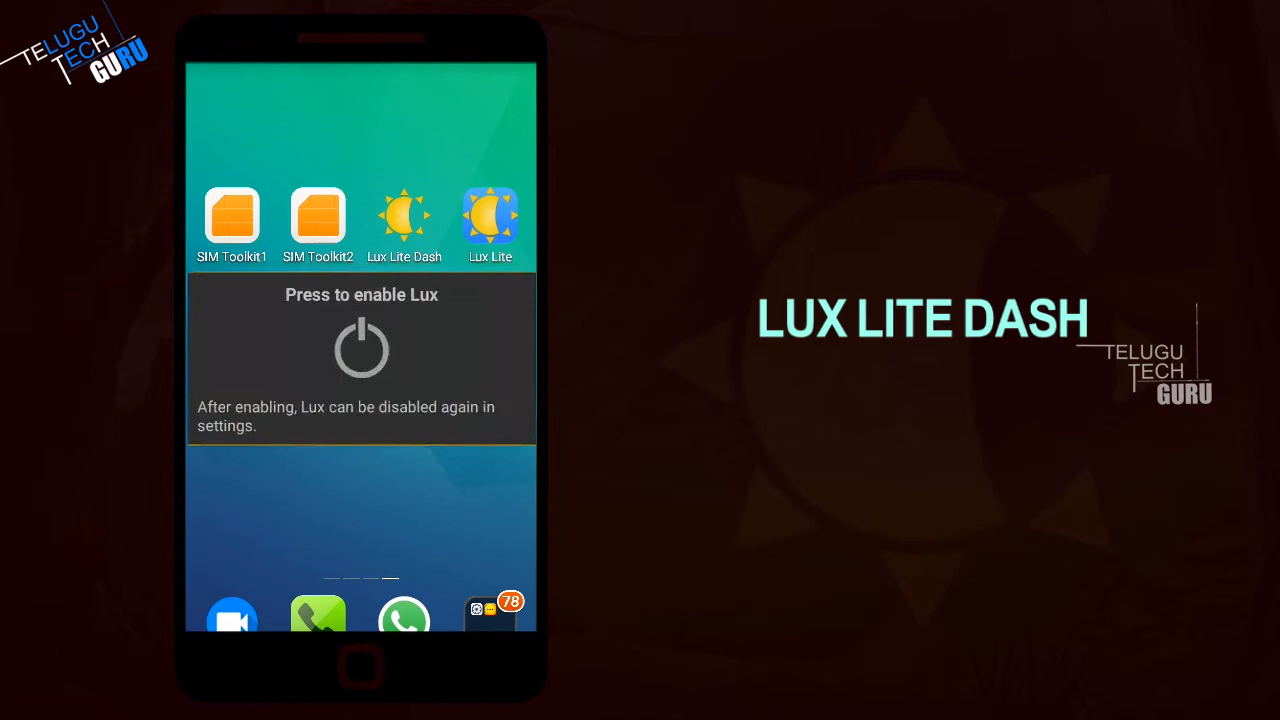 TELUGU
TECH
GURU
SIM Toolkit1
SIM Toolkit2
Lux Lite Dash
Lux Lite
Press to enable Lux
After enabling, Lux can be disabled again in
settings.
78
LUX LITE DASH
TELUGU
TECH
GURU